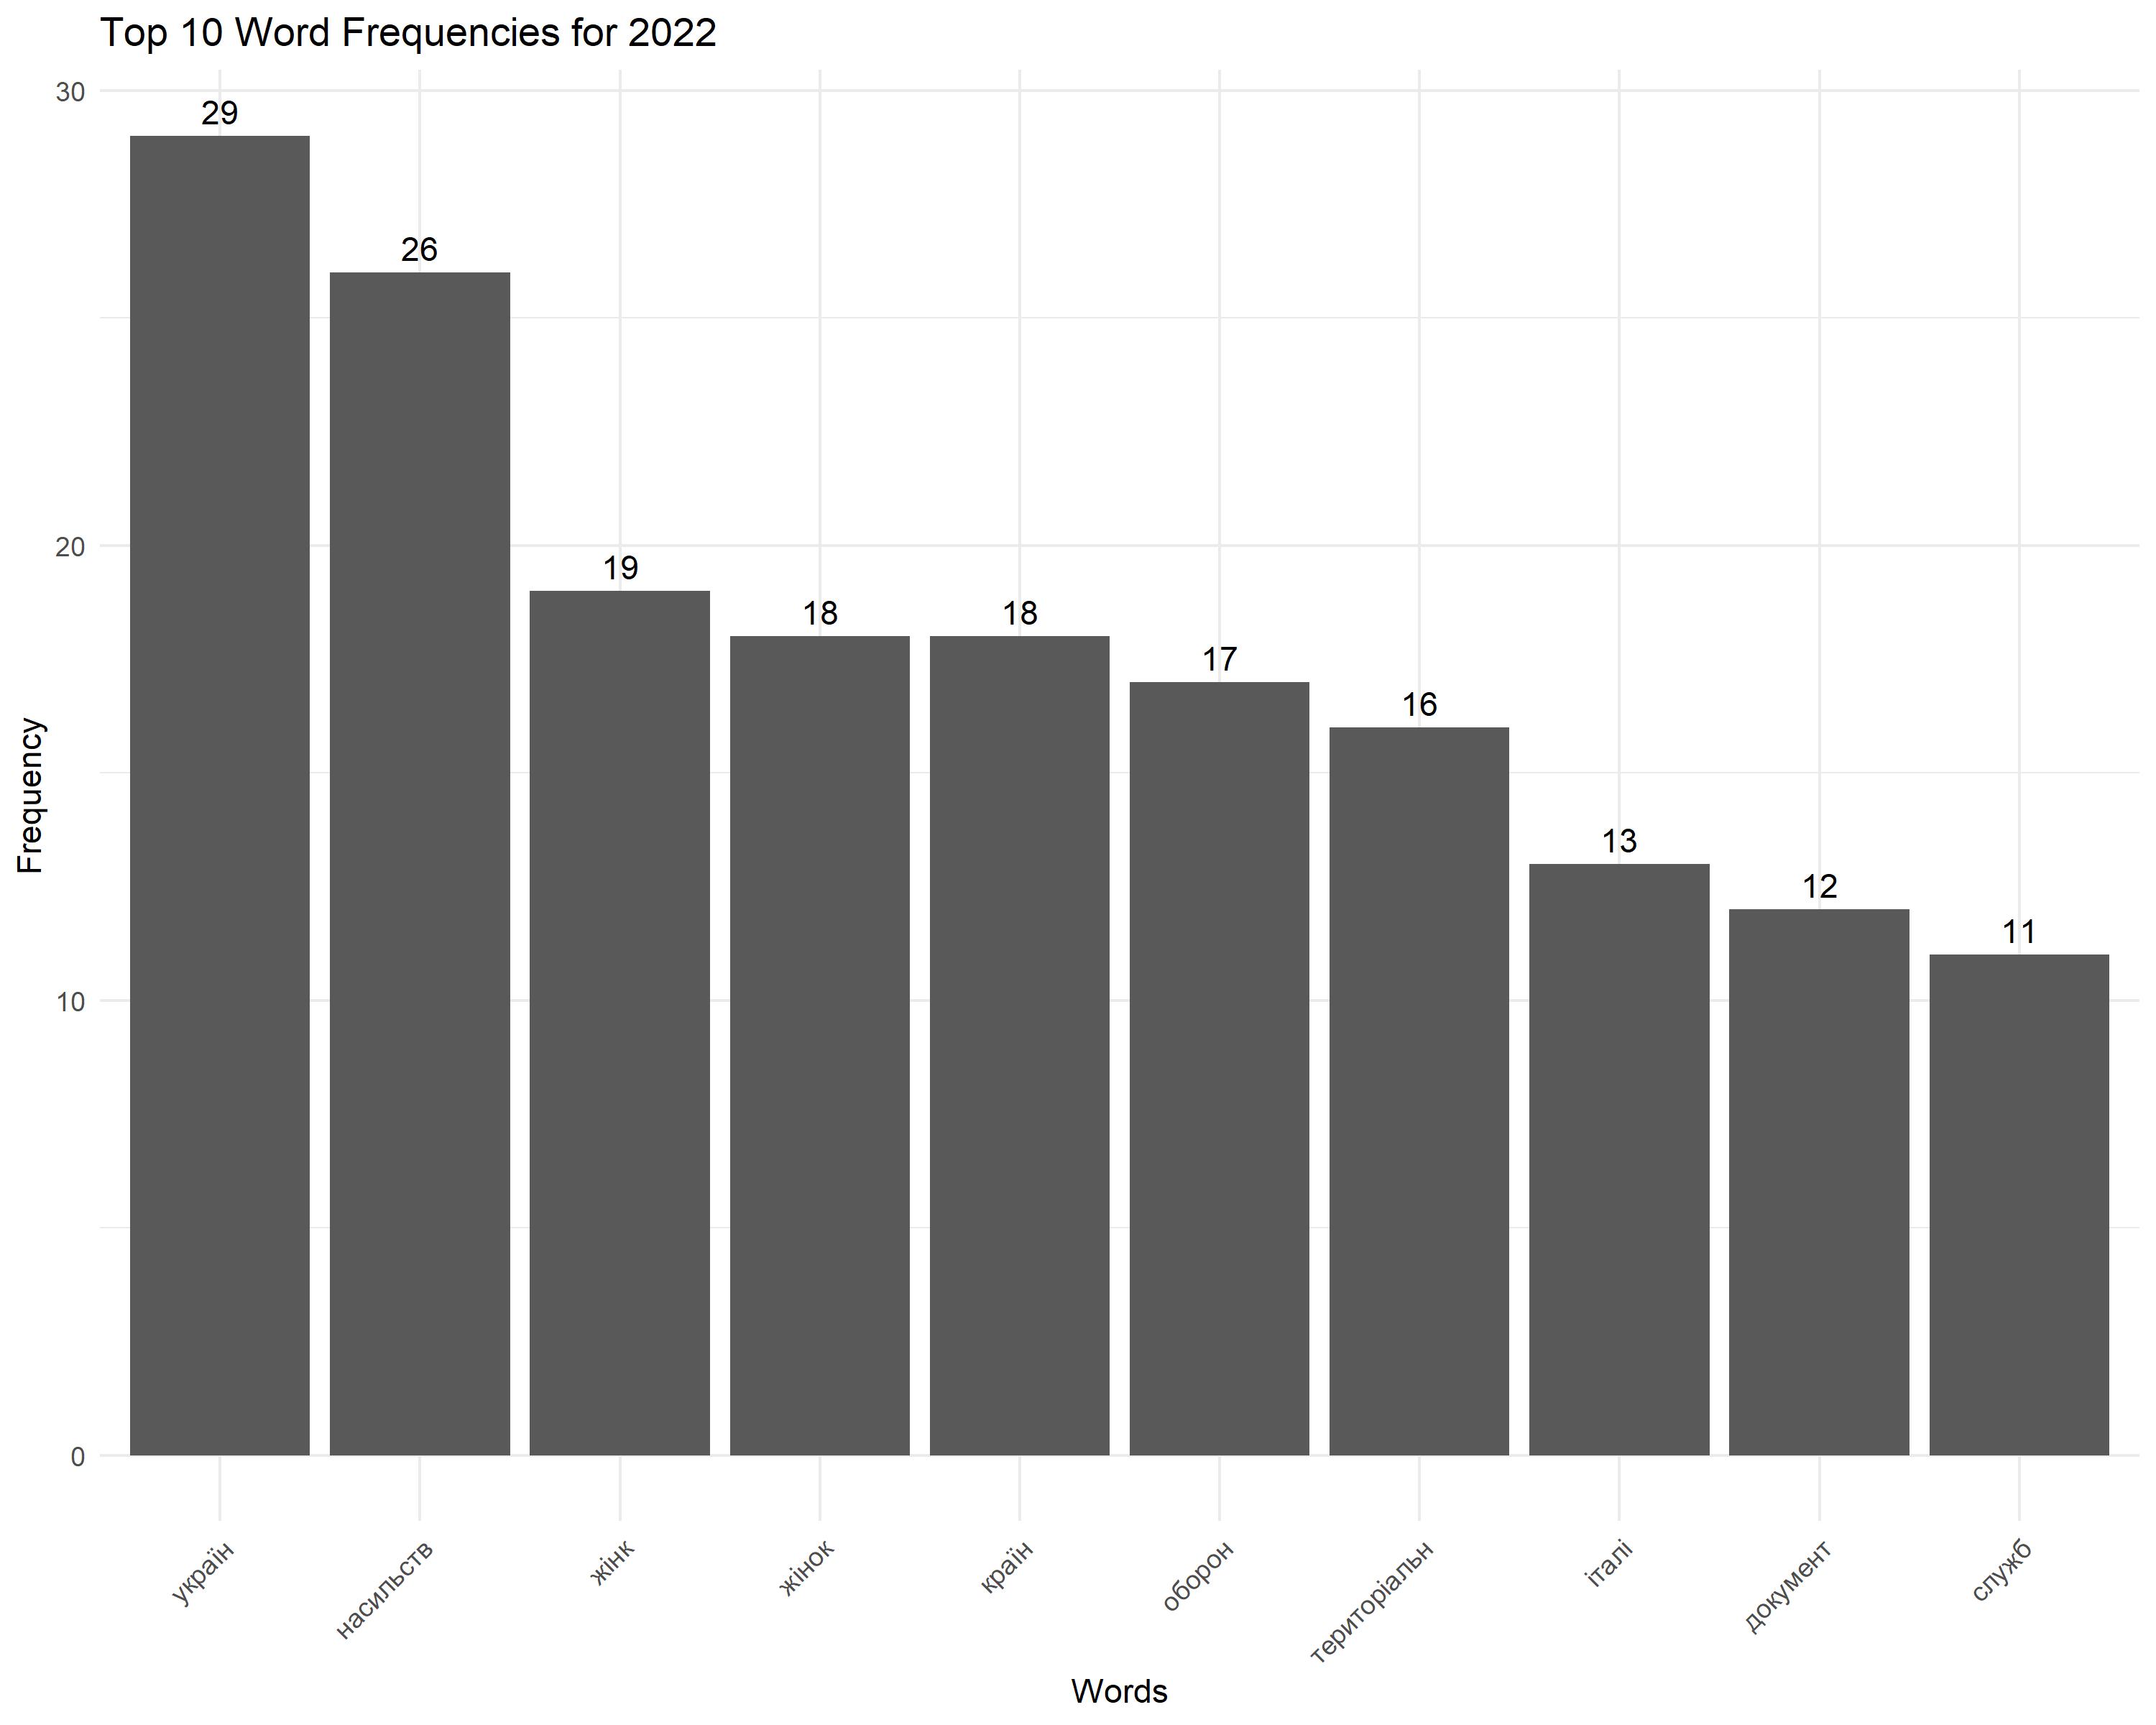 Top 10 Word Frequencies for 2022
30
20
10
0
Frequency
29
26
19
18
18
17
16
13
12
11
україн
насильств
жінк
жінок
країн
оборон
територіальн
італі
документ
служб
Words